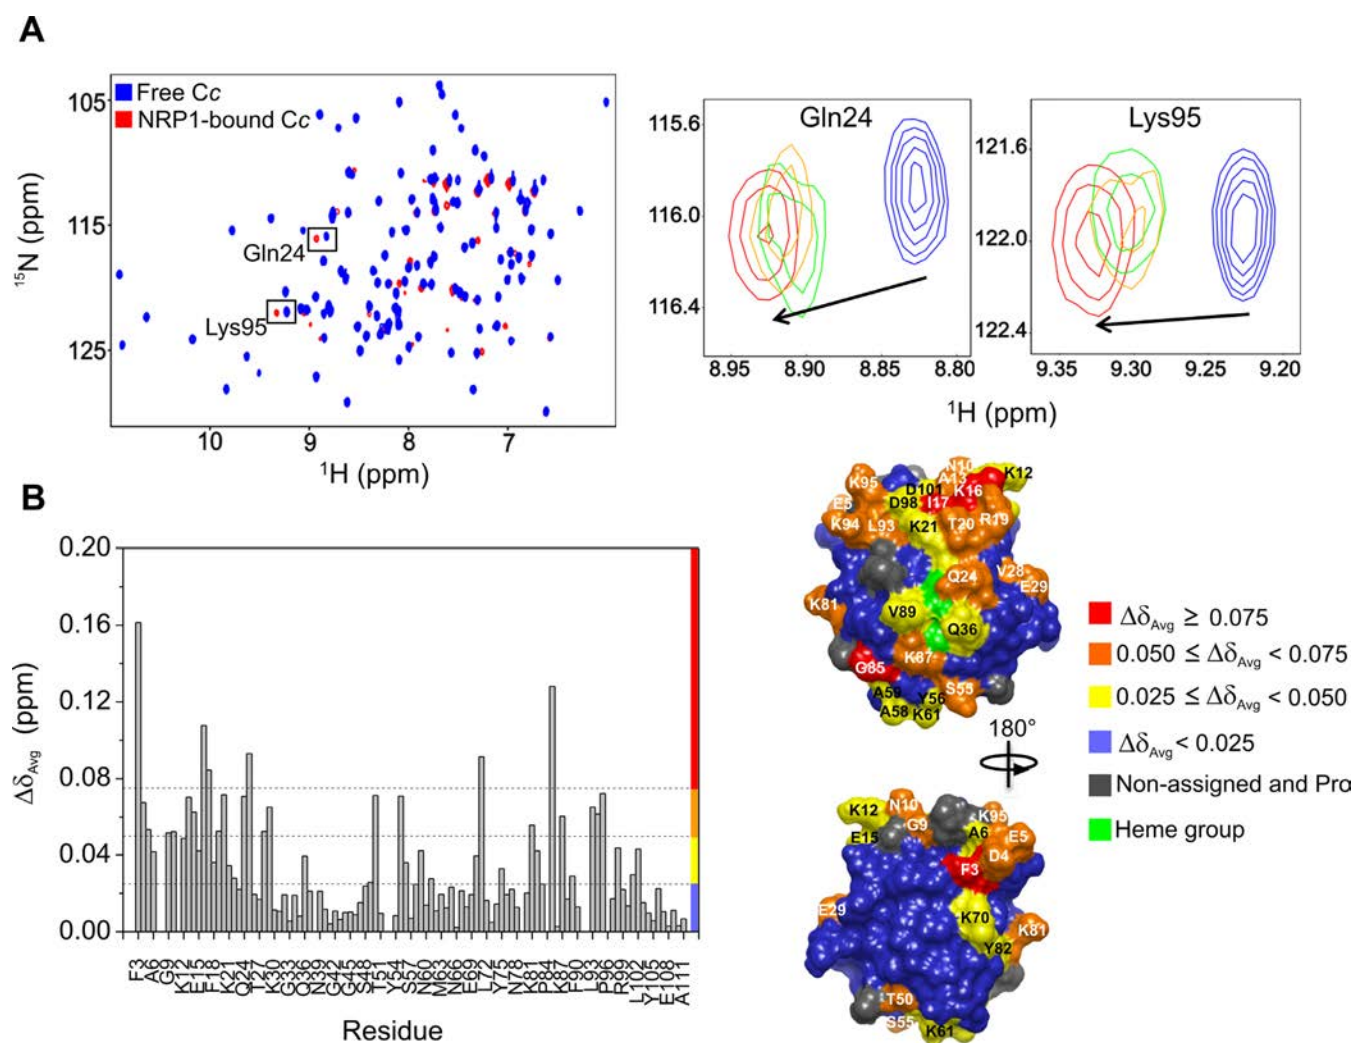 A
Free Cc
NRP1-bound Cc
105
115
125
15N (ppm)
Gln24
Lys95
10 9 8 7
1H (ppm)
Gln24
115.6
116.0
116.4
8.95 8.90 8.85 8.80
Lys95
121.6
122.0
122.4
9.35 9.30 9.25 9.20
1H (ppm)
B
0.20
0.16
0.12
0.08
0.04
0.00
ΔδAvg (ppm)
F3 A6 G9 K12 E15 F18 K21 Q24 T27 K30 G33 Q36 N39 G42 G45 S48 T51 Y54 S57 N60 M63 N66 E69 L72 Y75 N78 K81 P84 K87 F90 L93 P96 R99 L102 Y105 E108 A111
Residue
N10 K12
K95 D101 A13
D98 I17 K16
E5
K94 L93 K21 T20 R19
Q24 V28
E29
K81 V89 Q36
K87
G85 S55
A59 Y56
A58 K61
180°
K12 N10 K95
E15 G9 A6 E5
D4
F3
E29 K70 K81
Y82
T50
S55 K61
ΔδAvg ≥ 0.075
0.050 ≤ ΔδAvg < 0.075
0.025 ≤ ΔδAvg < 0.050
ΔδAvg < 0.025
Non-assigned and Pro
Heme group